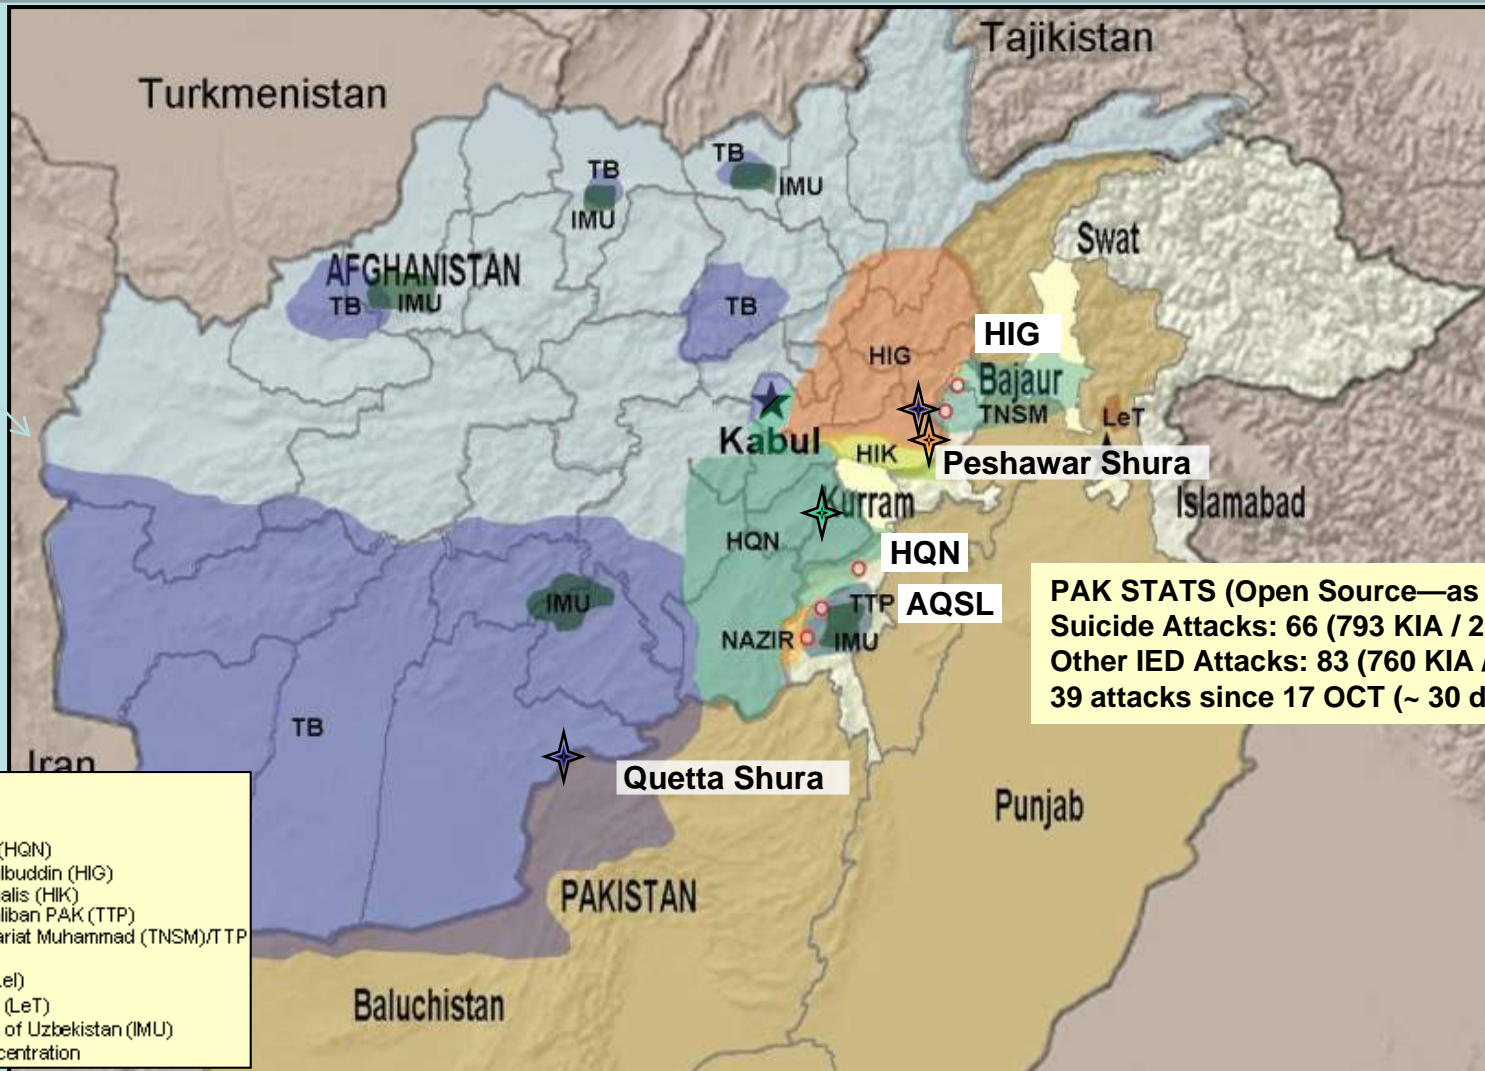 Tajikistan
Turkmenistan
TB
TB
IMU
IMU
Swat
AFGHANISTAN
TB
IMU
TB
HIG
HIG
Bajaur
TNSM
LeT
Kabul
HIK
Peshawar Shura
Kurram
Islamabad
HQN
HQN
TTP
AQSL
IMU
NAZIR
IMU
PAK STATS (Open Source—as
Suicide Attacks: 66 (793 KIA / 2
Other IED Attacks: 83 (760 KIA /
39 attacks since 17 OCT (~ 30 d
TB
Iran
Quetta Shura
Punjab
PAKISTAN
Baluchistan
(HQN)
lbuddin (HIG)
alis (HIK)
liban PAK (TTP)
ariat Muhammad (TNSM)/TTP
eI)
(LeT)
of Uzbekistan (IMU)
centration